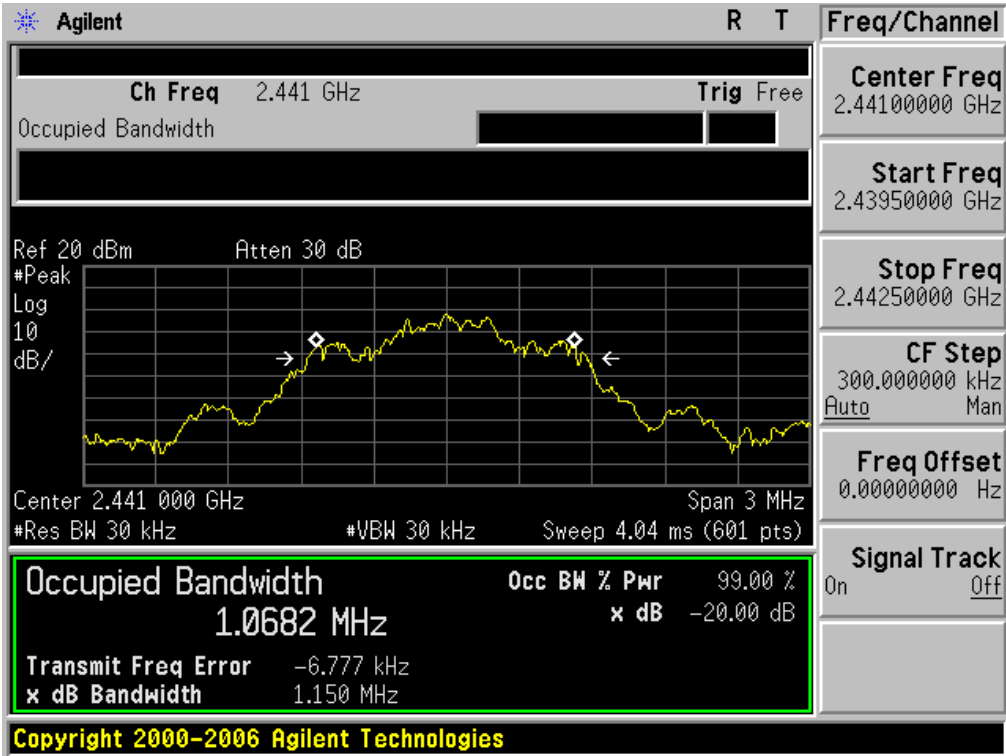 Agilent R T
Freq/Channel
Ch Freq 2.441 GHz Trig Free
Occupied Bandwidth
Center Freq
2.44100000 GHz
Start Freq
2.43950000 GHz
Stop Freq
2.44250000 GHz
CF Step
300.000000 kHz
Auto Man
Freq Offset
0.00000000 Hz
Signal Track
On Off
Ref 20 dBm Atten 30 dB
#Peak
Log
10
dB/
Center 2.441 000 GHz Span 3 MHz
#Res BW 30 kHz #VBW 30 kHz Sweep 4.04 ms (601 pts)
Occupied Bandwidth
1.0682 MHz
Occ BW % Pwr 99.00 %
x dB -20.00 dB
Transmit Freq Error -6.777 kHz
x dB Bandwidth 1.150 MHz
Copyright 2000-2006 Agilent Technologies